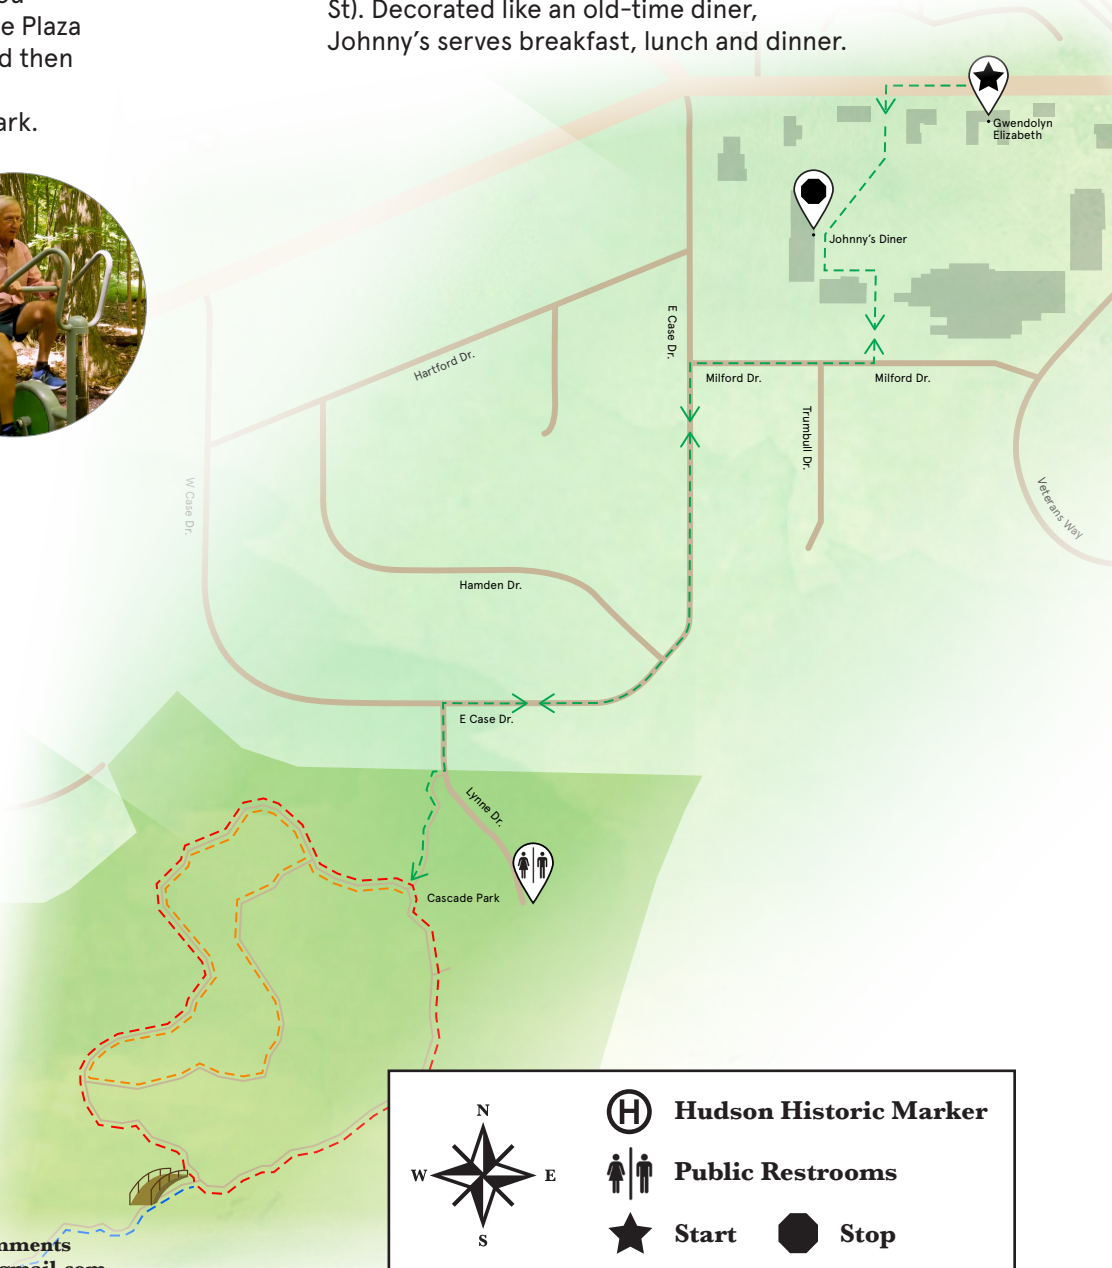 e Plaza
d then
ark.
St). Decorated like an old-time diner,
Johnny's serves breakfast, lunch and dinner.
Gwendolyn
Elizabeth
Johnny's Diner
E Case Dr.
Hartford Dr.
Milford Dr.
Milford Dr.
Trumbull Dr.
W Case Dr.
Veterans Way
Hamden Dr.
E Case Dr.
Lynne Dr.
Cascade Park
N
W
E
S
H Hudson Historic Marker
Public Restrooms
Start
Stop
nments
gmail.com